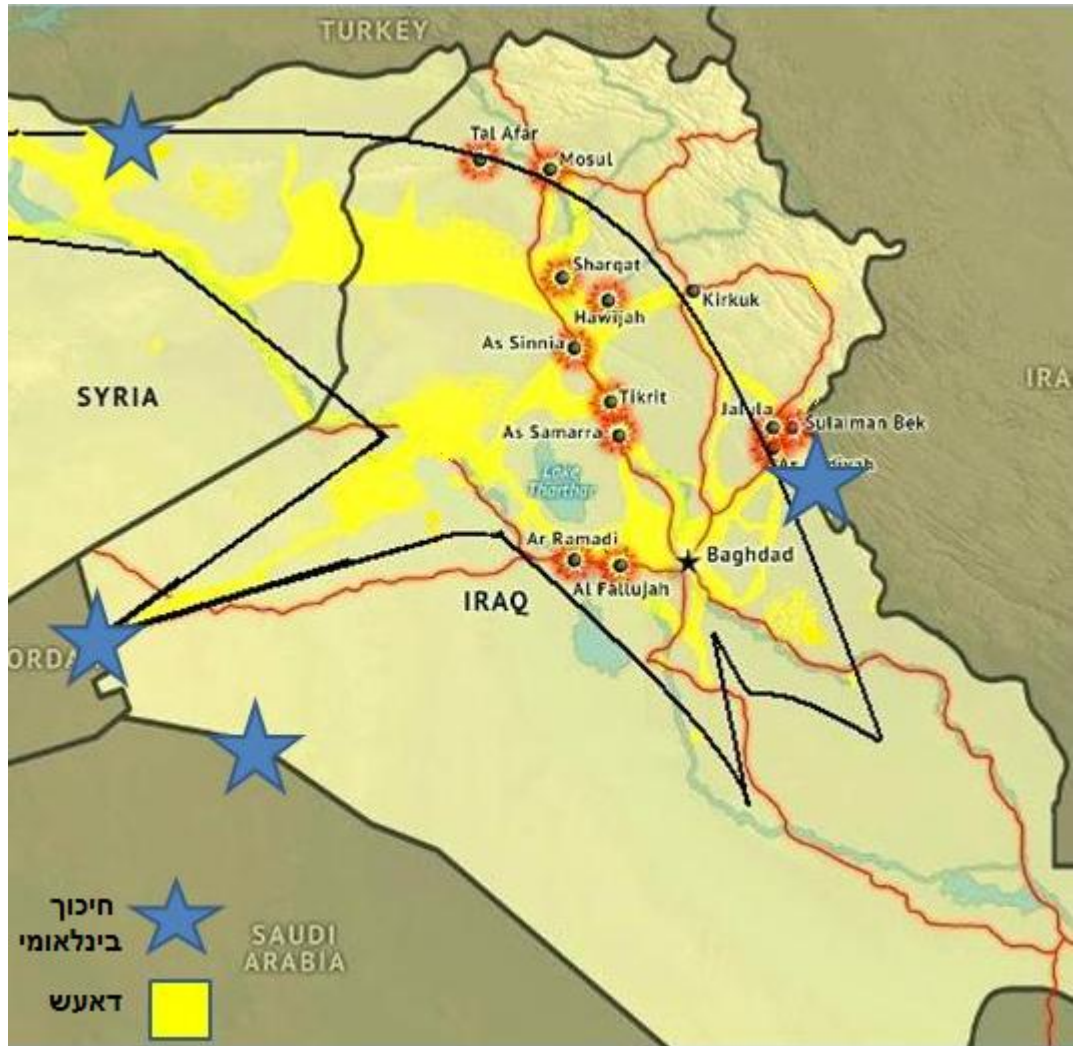 TURKEY
Tal Afar
Mosul
Sharqat
Hawijah
Kirkuk
As Sinnia
SYRIA
Tikrit
As Samarra
Jalula
Sulaiman Bek
IRA
Lake
Tharthar
Ar Ramadi
Al Fallujah
Baghdad
IRAQ
ORDA
חיכוך
בינלאומי
SAUDI
ARABIA
דאעש